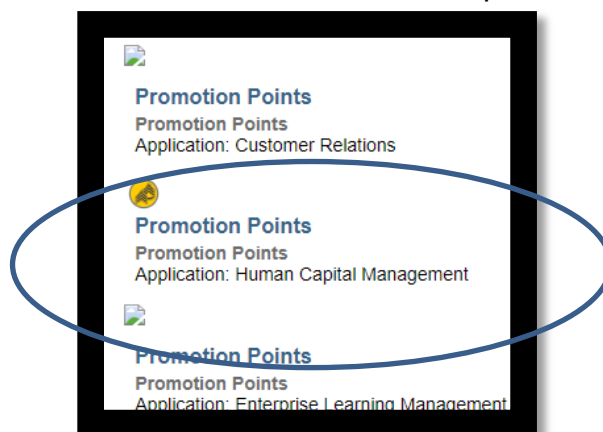 Promotion Points
Promotion Points
Application: Customer Relations
Promotion Points
Promotion Points
Application: Human Capital Management
Promotion Points
Promotion Points
Application: Enterprise Learning Management